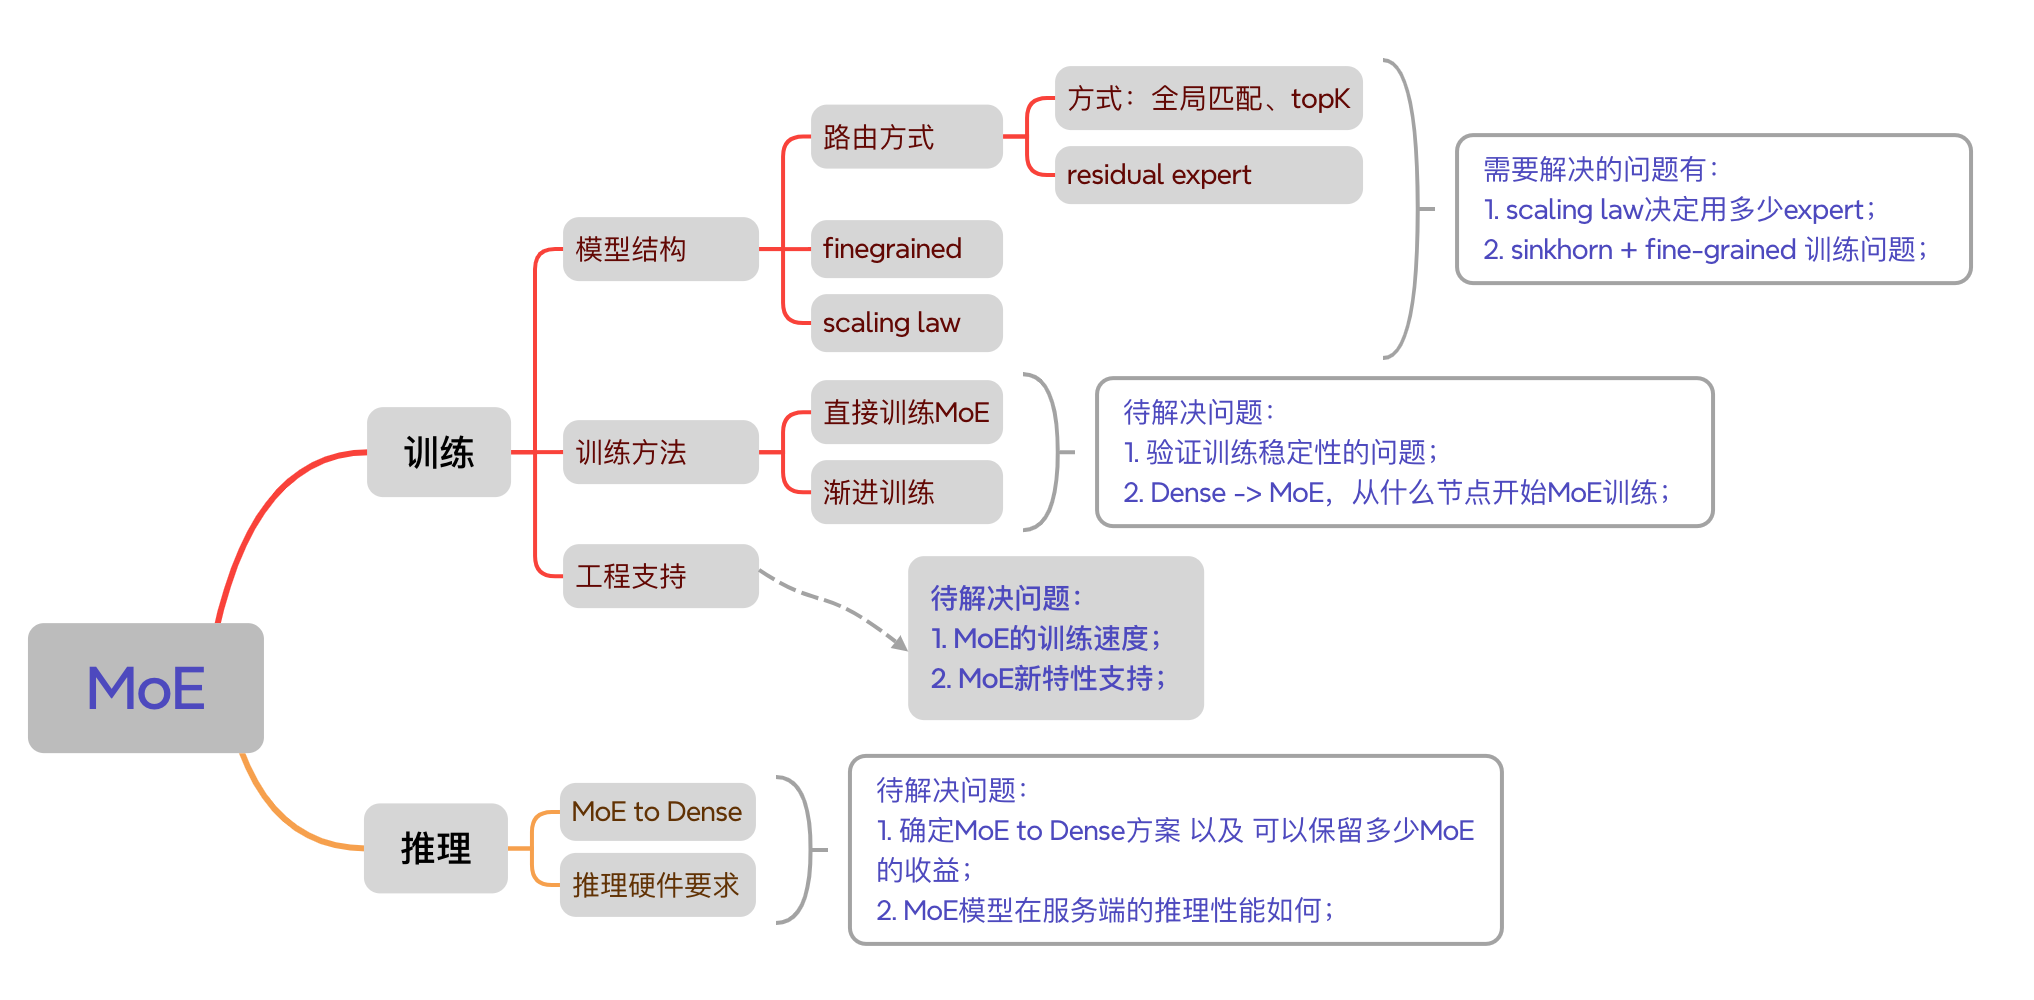 MoE
训练
模型结构
路由方式
方式：全局匹配、topK
residual expert
finegrained
scaling law
需要解决的问题有：
1. scaling law决定用多少expert；
2. sinkhorn + fine-grained 训练问题；
训练方法
直接训练MoE
渐进训练
待解决问题：
1. 验证训练稳定性的问题；
2. Dense -> MoE，从什么节点开始MoE训练；
工程支持
待解决问题：
1. MoE的训练速度；
2. MoE新特性支持；
推理
MoE to Dense
推理硬件要求
待解决问题：
1. 确定MoE to Dense方案 以及 可以保留多少MoE
的收益；
2. MoE模型在服务端的推理性能如何；